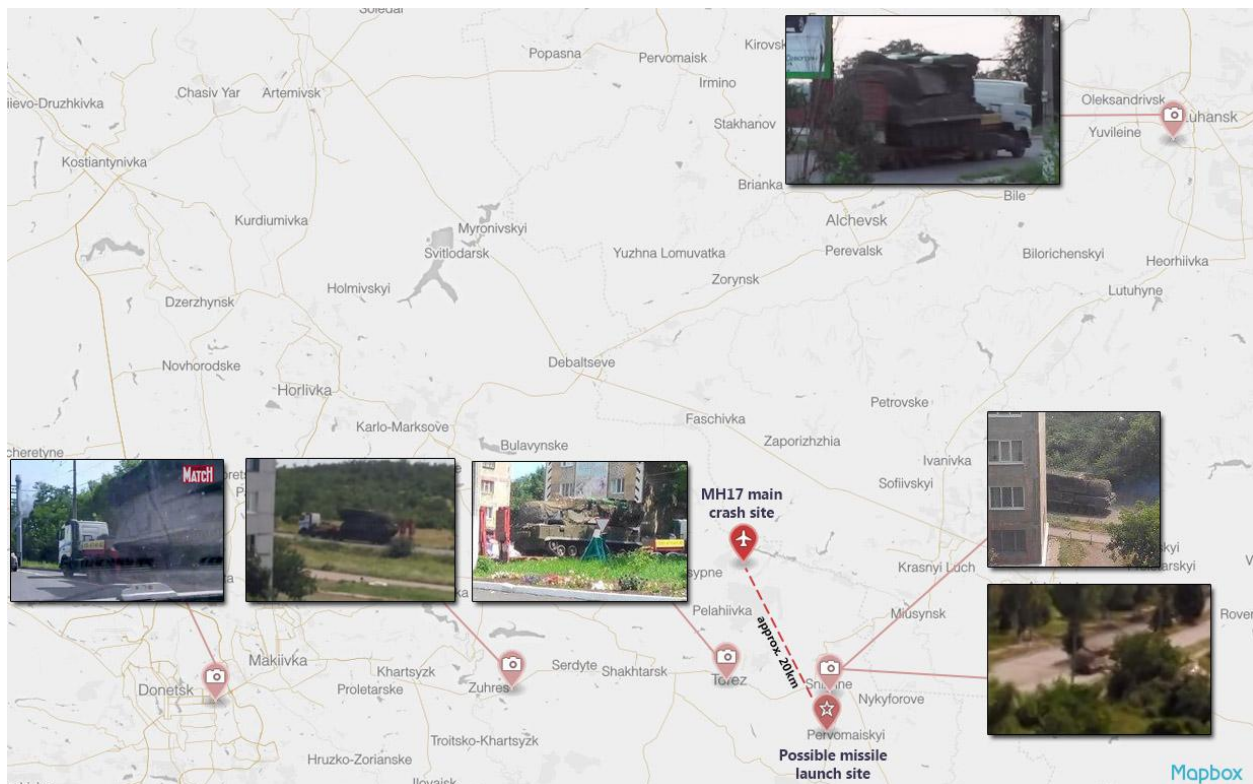 Soledar
Popasna
Pervomaisk
Irmino
Stakhanov
Oleksandrivsk
Yuvileine
Chasiv Yar
Artemivsk
Kostiantynivka
Brianka
Bile
Alchevsk
Perevalsk
Kurdiumivka
Myronivskyi
Svitlodarsk
Yuzhna Lomuvatka
Zorynsk
Bilorichenskyi
Heorhiivka
Holmivskyi
Dzerzhynsk
Lutuhyne
Novhorodske
Debaltseve
Horlivka
Petrovske
Karlo-Marksove
Faschivka
Bulavynske
Zaporizhzhia
Ivanivka
Sofiivskyi
MATCH
MH17 main
crash site
Krasnyi Luch
Pelahiivka
Miusynsk
approx. 20km
Makiivka
Khartsyzk
Serdyte
Shakhtarsk
Donetsk
Proletarske
Zuhres
Torez
Nykyforove
Pervomaiskyi
Troitsko-Khartsyzk
Hruzko-Zorianske
Possible missile
launch site
Mapbox